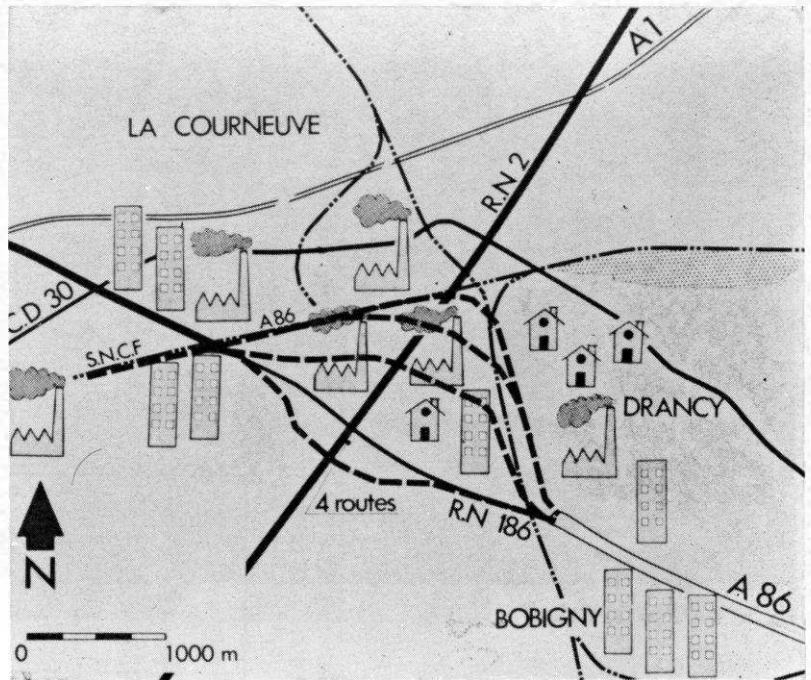 A1
LA COURNEUVE
R.N 2
C.D 30
A86
S.N.C.F
DRANCY
4 routes
R.N 186
N
A 86
BOBIGNY
0 1000 m